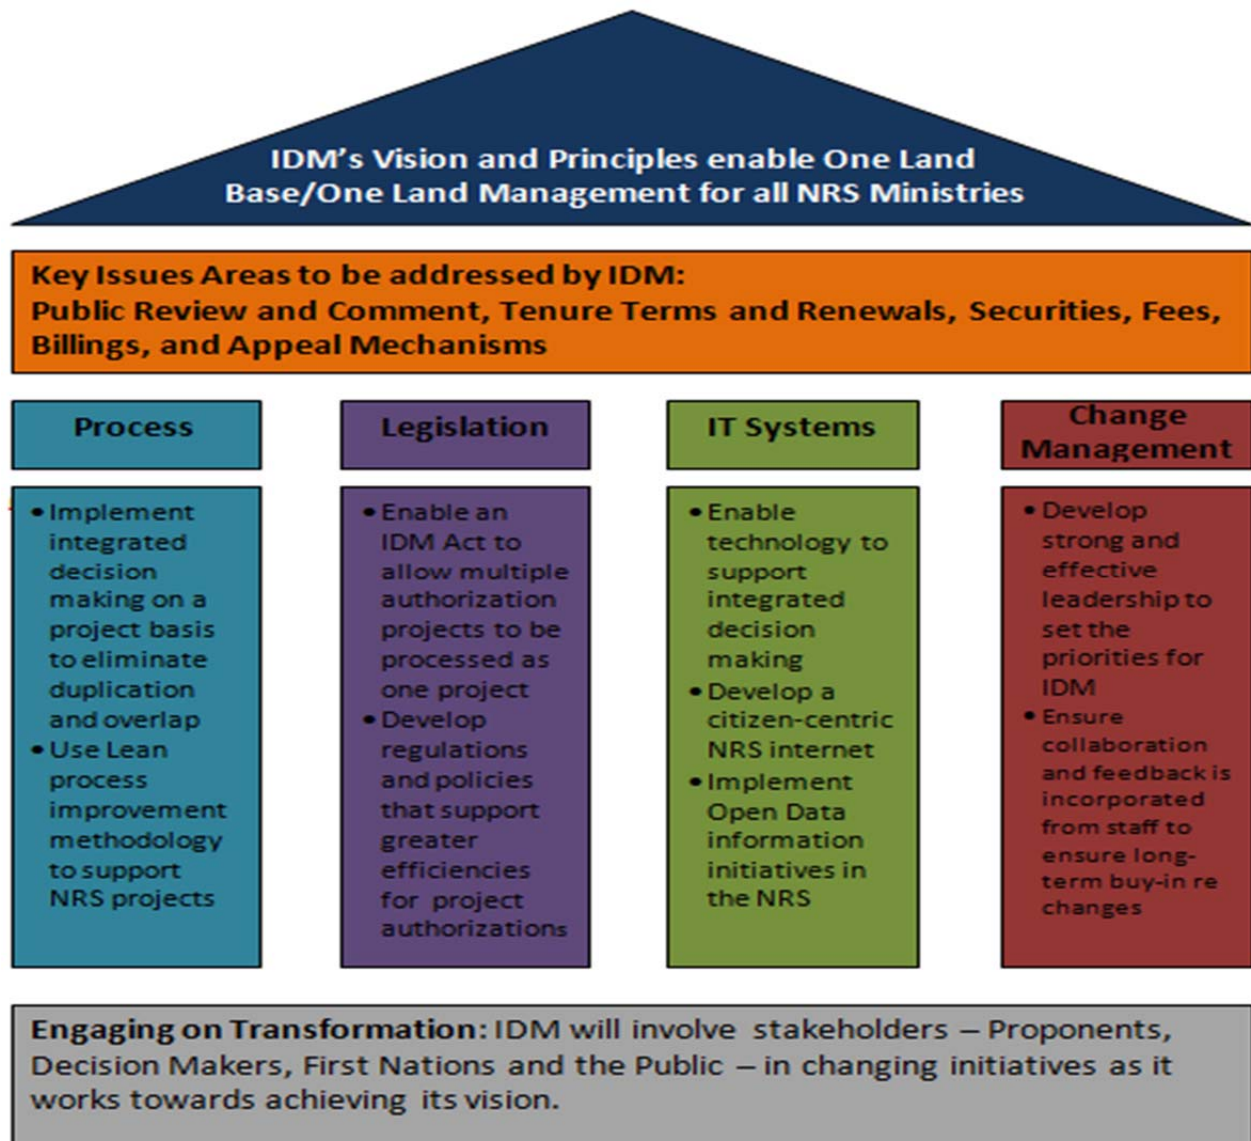 IDM's Vision and Principles enable One Land
Base/One Land Management for all NRS Ministries
Key Issues Areas to be addressed by IDM:
Public Review and Comment, Tenure Terms and Renewals, Securities, Fees,
Billings, and Appeal Mechanisms
Process
• Implement
integrated
decision
making on a
project basis
to eliminate
duplication
and overlap
• Use Lean
process
improvement
methodology
to support
NRS projects
Legislation
• Enable an
IDM Act to
allow multiple
authorization
projects to be
processed as
one project
• Develop
regulations
and policies
that support
greater
efficiencies
for project
authorizations
IT Systems
• Enable
technology to
support
integrated
decision
making
• Develop a
citizen-centric
NRS internet
• Implement
Open Data
information
initiatives in
the NRS
Change
Management
• Develop
strong and
effective
leadership to
set the
priorities for
IDM
• Ensure
collaboration
and feedback is
incorporated
from staff to
ensure long-
term buy-in re
changes
Engaging on Transformation: IDM will involve stakeholders – Proponents,
Decision Makers, First Nations and the Public – in changing initiatives as it
works towards achieving its vision.